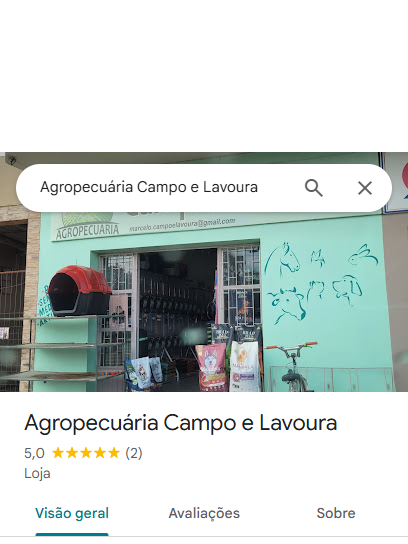 Agropecuária Campo e Lavoura
AGROPECUÁRIA
marcelo.campoelavoura@gmail.com
Agropecuária Campo e Lavoura
5,0 (2)
Loja
Visão geral Avaliações Sobre